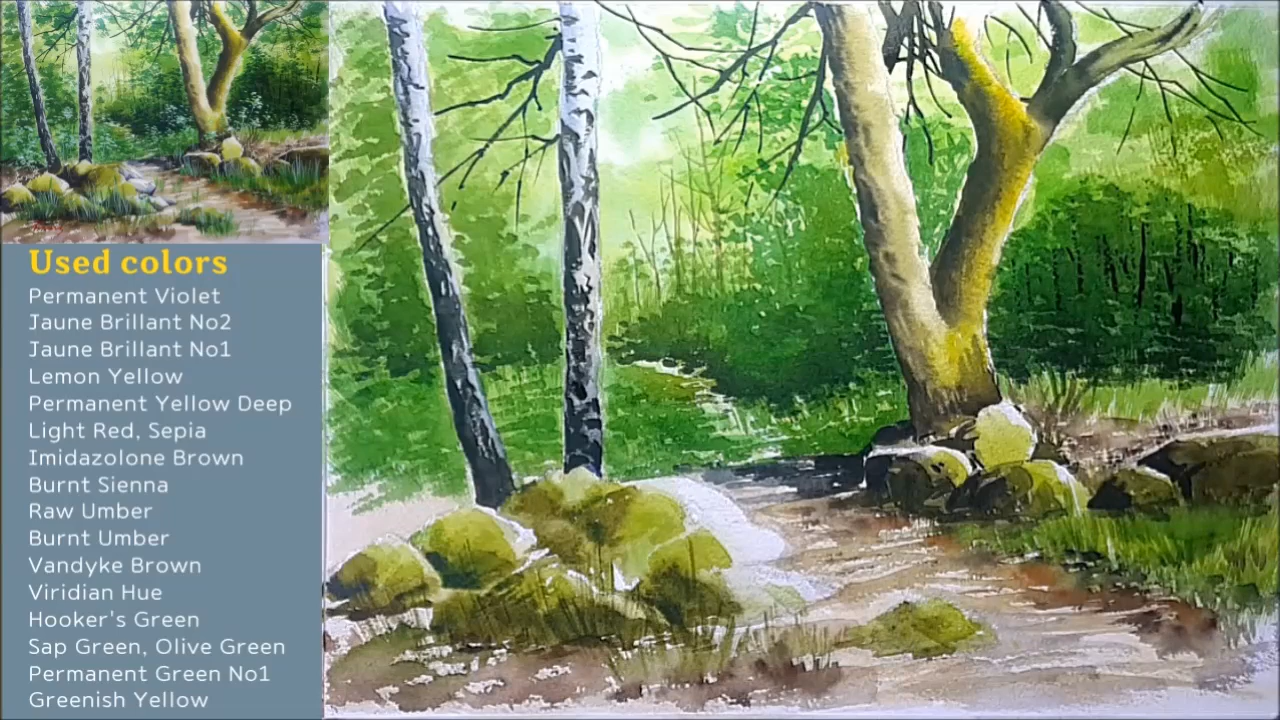 Used colors
Permanent Violet
Jaune Brillant No2
Jaune Brillant No1
Lemon Yellow
Permanent Yellow Deep
Light Red, Sepia
Imidazolone Brown
Burnt Sienna
Raw Umber
Burnt Umber
Vandyke Brown
Viridian Hue
Hooker's Green
Sap Green, Olive Green
Permanent Green No1
Greenish Yellow